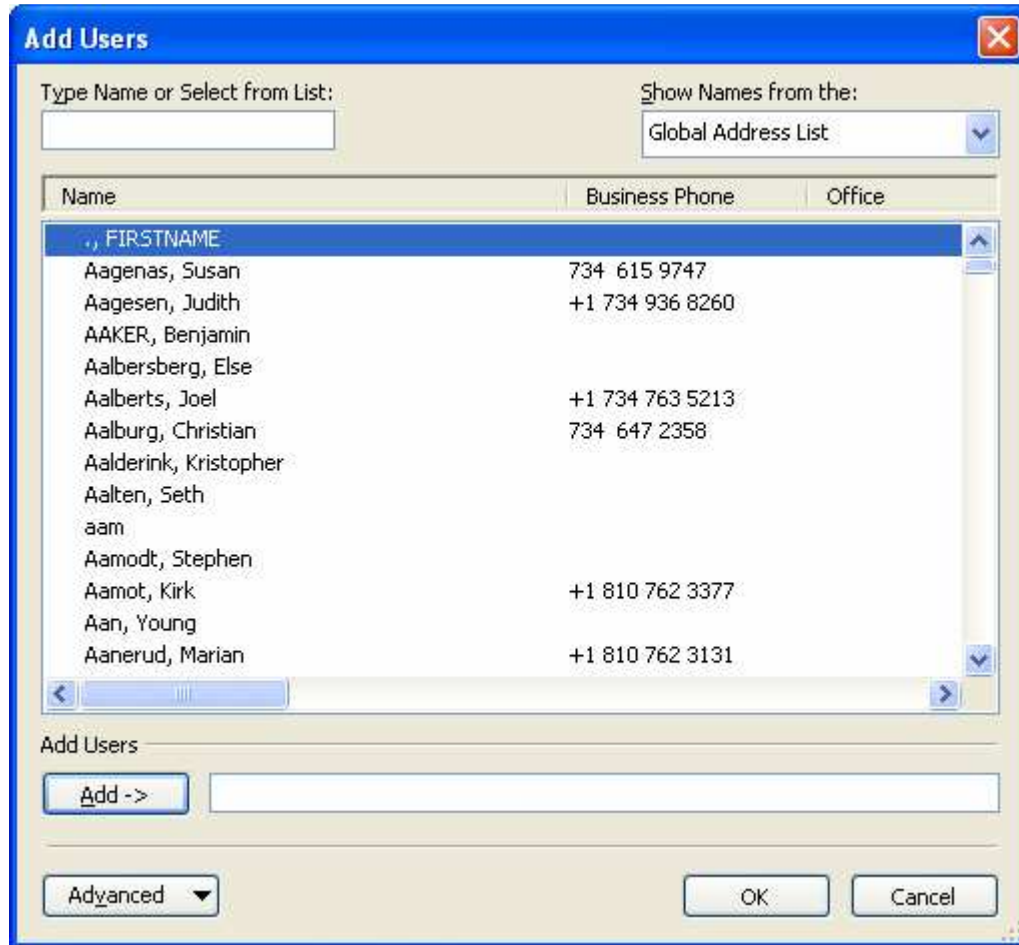 Add Users
Type Name or Select from List: Show Names from the:
Global Address List
Name Business Phone Office
., FIRSTNAME
Aagenas, Susan 734 615 9747
Aagesen, Judith +1 734 936 8260
AAKER, Benjamin
Aalbersberg, Else
Aalberts, Joel +1 734 763 5213
Aalburg, Christian 734 647 2358
Aalderink, Kristopher
Aalten, Seth
aam
Aamodt, Stephen
Aamot, Kirk +1 810 762 3377
Aan, Young
Aanerud, Marian +1 810 762 3131
Add Users
Add ->
Advanced OK Cancel